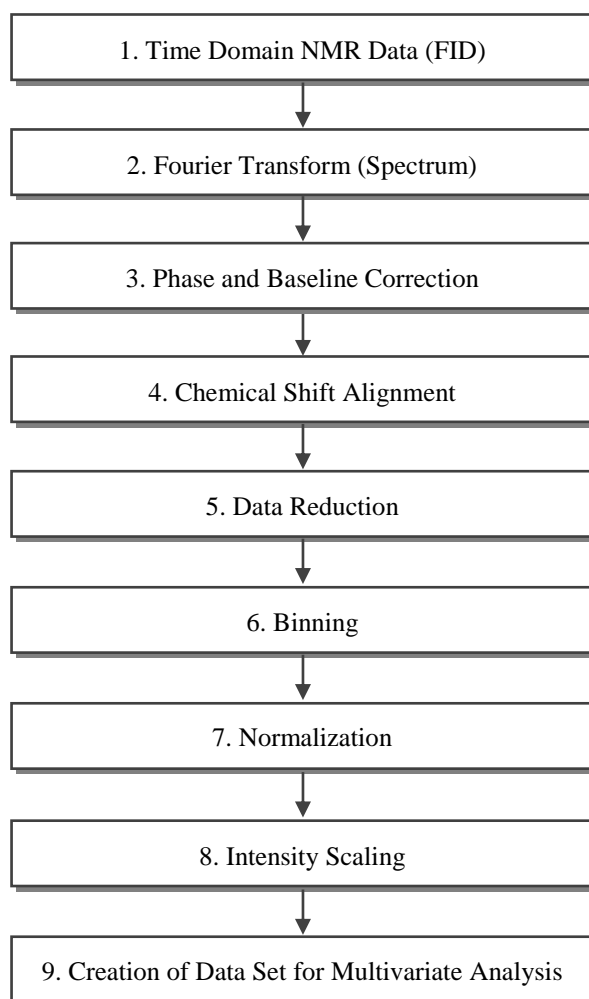 1. Time Domain NMR Data (FID)
2. Fourier Transform (Spectrum)
3. Phase and Baseline Correction
4. Chemical Shift Alignment
5. Data Reduction
6. Binning
7. Normalization
8. Intensity Scaling
9. Creation of Data Set for Multivariate Analysis